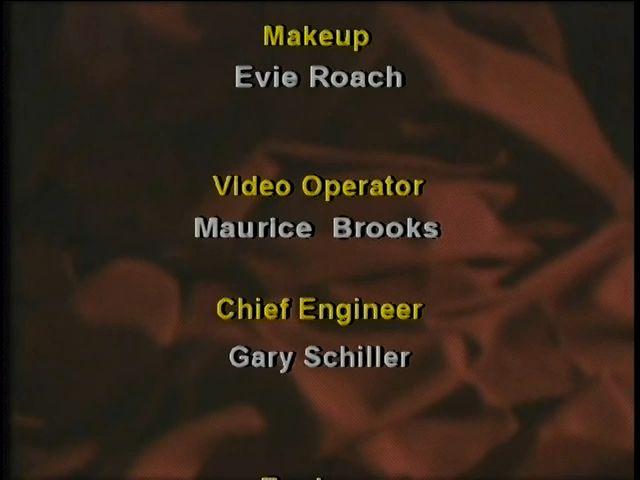 Makeup
Evie Roach
Video Operator
Maurice Brooks
Chief Engineer
Gary Schiller